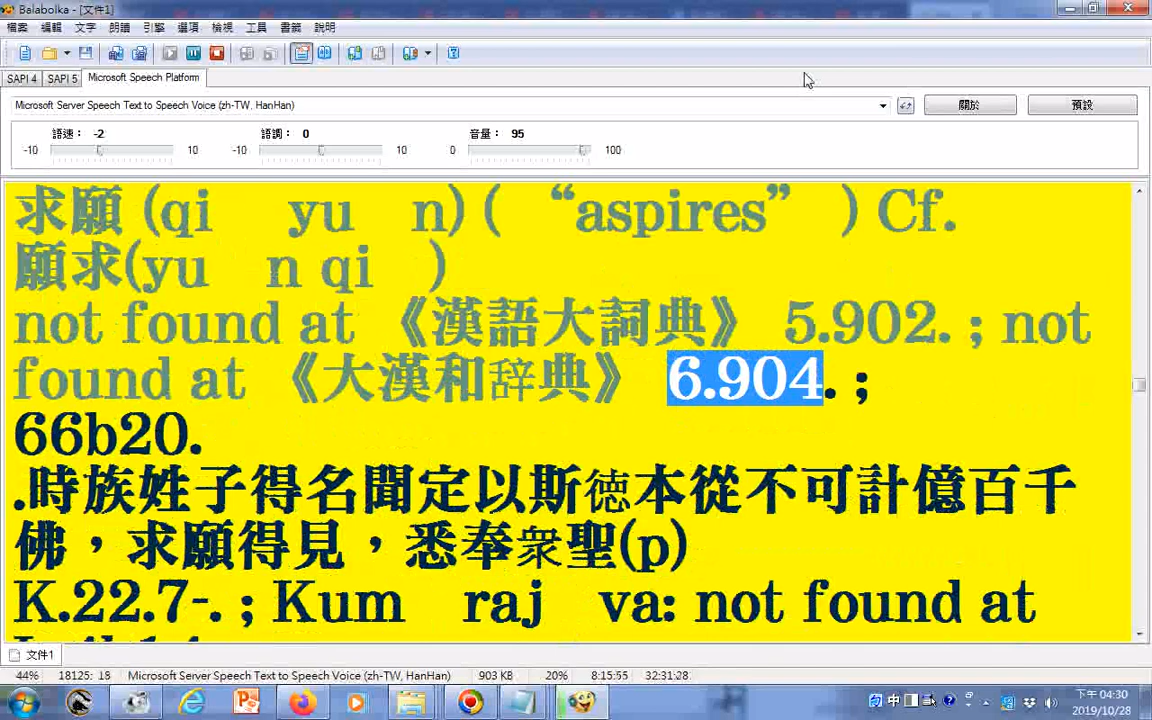 Balabolka - [文件1]
檔案 編輯 文字 朗讀 引擎 選項 檢視 工具 書籤 說明
SAPI 4 SAPI 5 Microsoft Speech Platform
Microsoft Server Speech Text to Speech Voice (zh-TW, HanHan) 關於 預設
語速： -2 語調： 0 音量： 95
-10 10 -10 10 0 100
求願 (qi yu n) ( “aspires” ) Cf.
願求(yu n qi )
not found at 《漢語大詞典》 5.902. ; not
found at 《大漢和辞典》 6.904. ;
66b20.
.時族姓子得名聞定以斯徳本從不可計億百千
佛，求願得見，悉奉衆聖(p)
K.22.7-. ; Kum raj va: not found at
文件1
44% 18125: 18 Microsoft Server Speech Text to Speech Voice (zh-TW, HanHan) 903 KB 20% 8:15:55 32:31:28
中 下午 04:30
2019/10/28